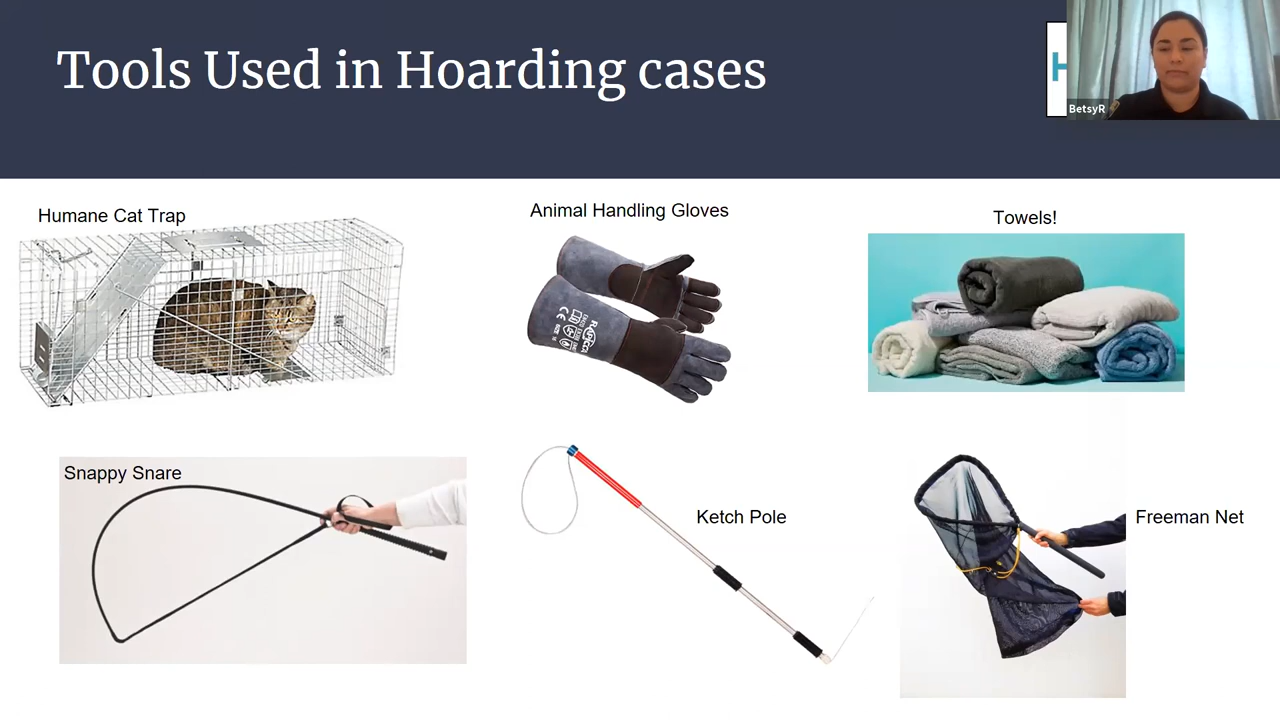 Tools Used in Hoarding cases
H
BetsyR
Humane Cat Trap
Animal Handling Gloves
Towels!
Snappy Snare
Ketch Pole
Freeman Net